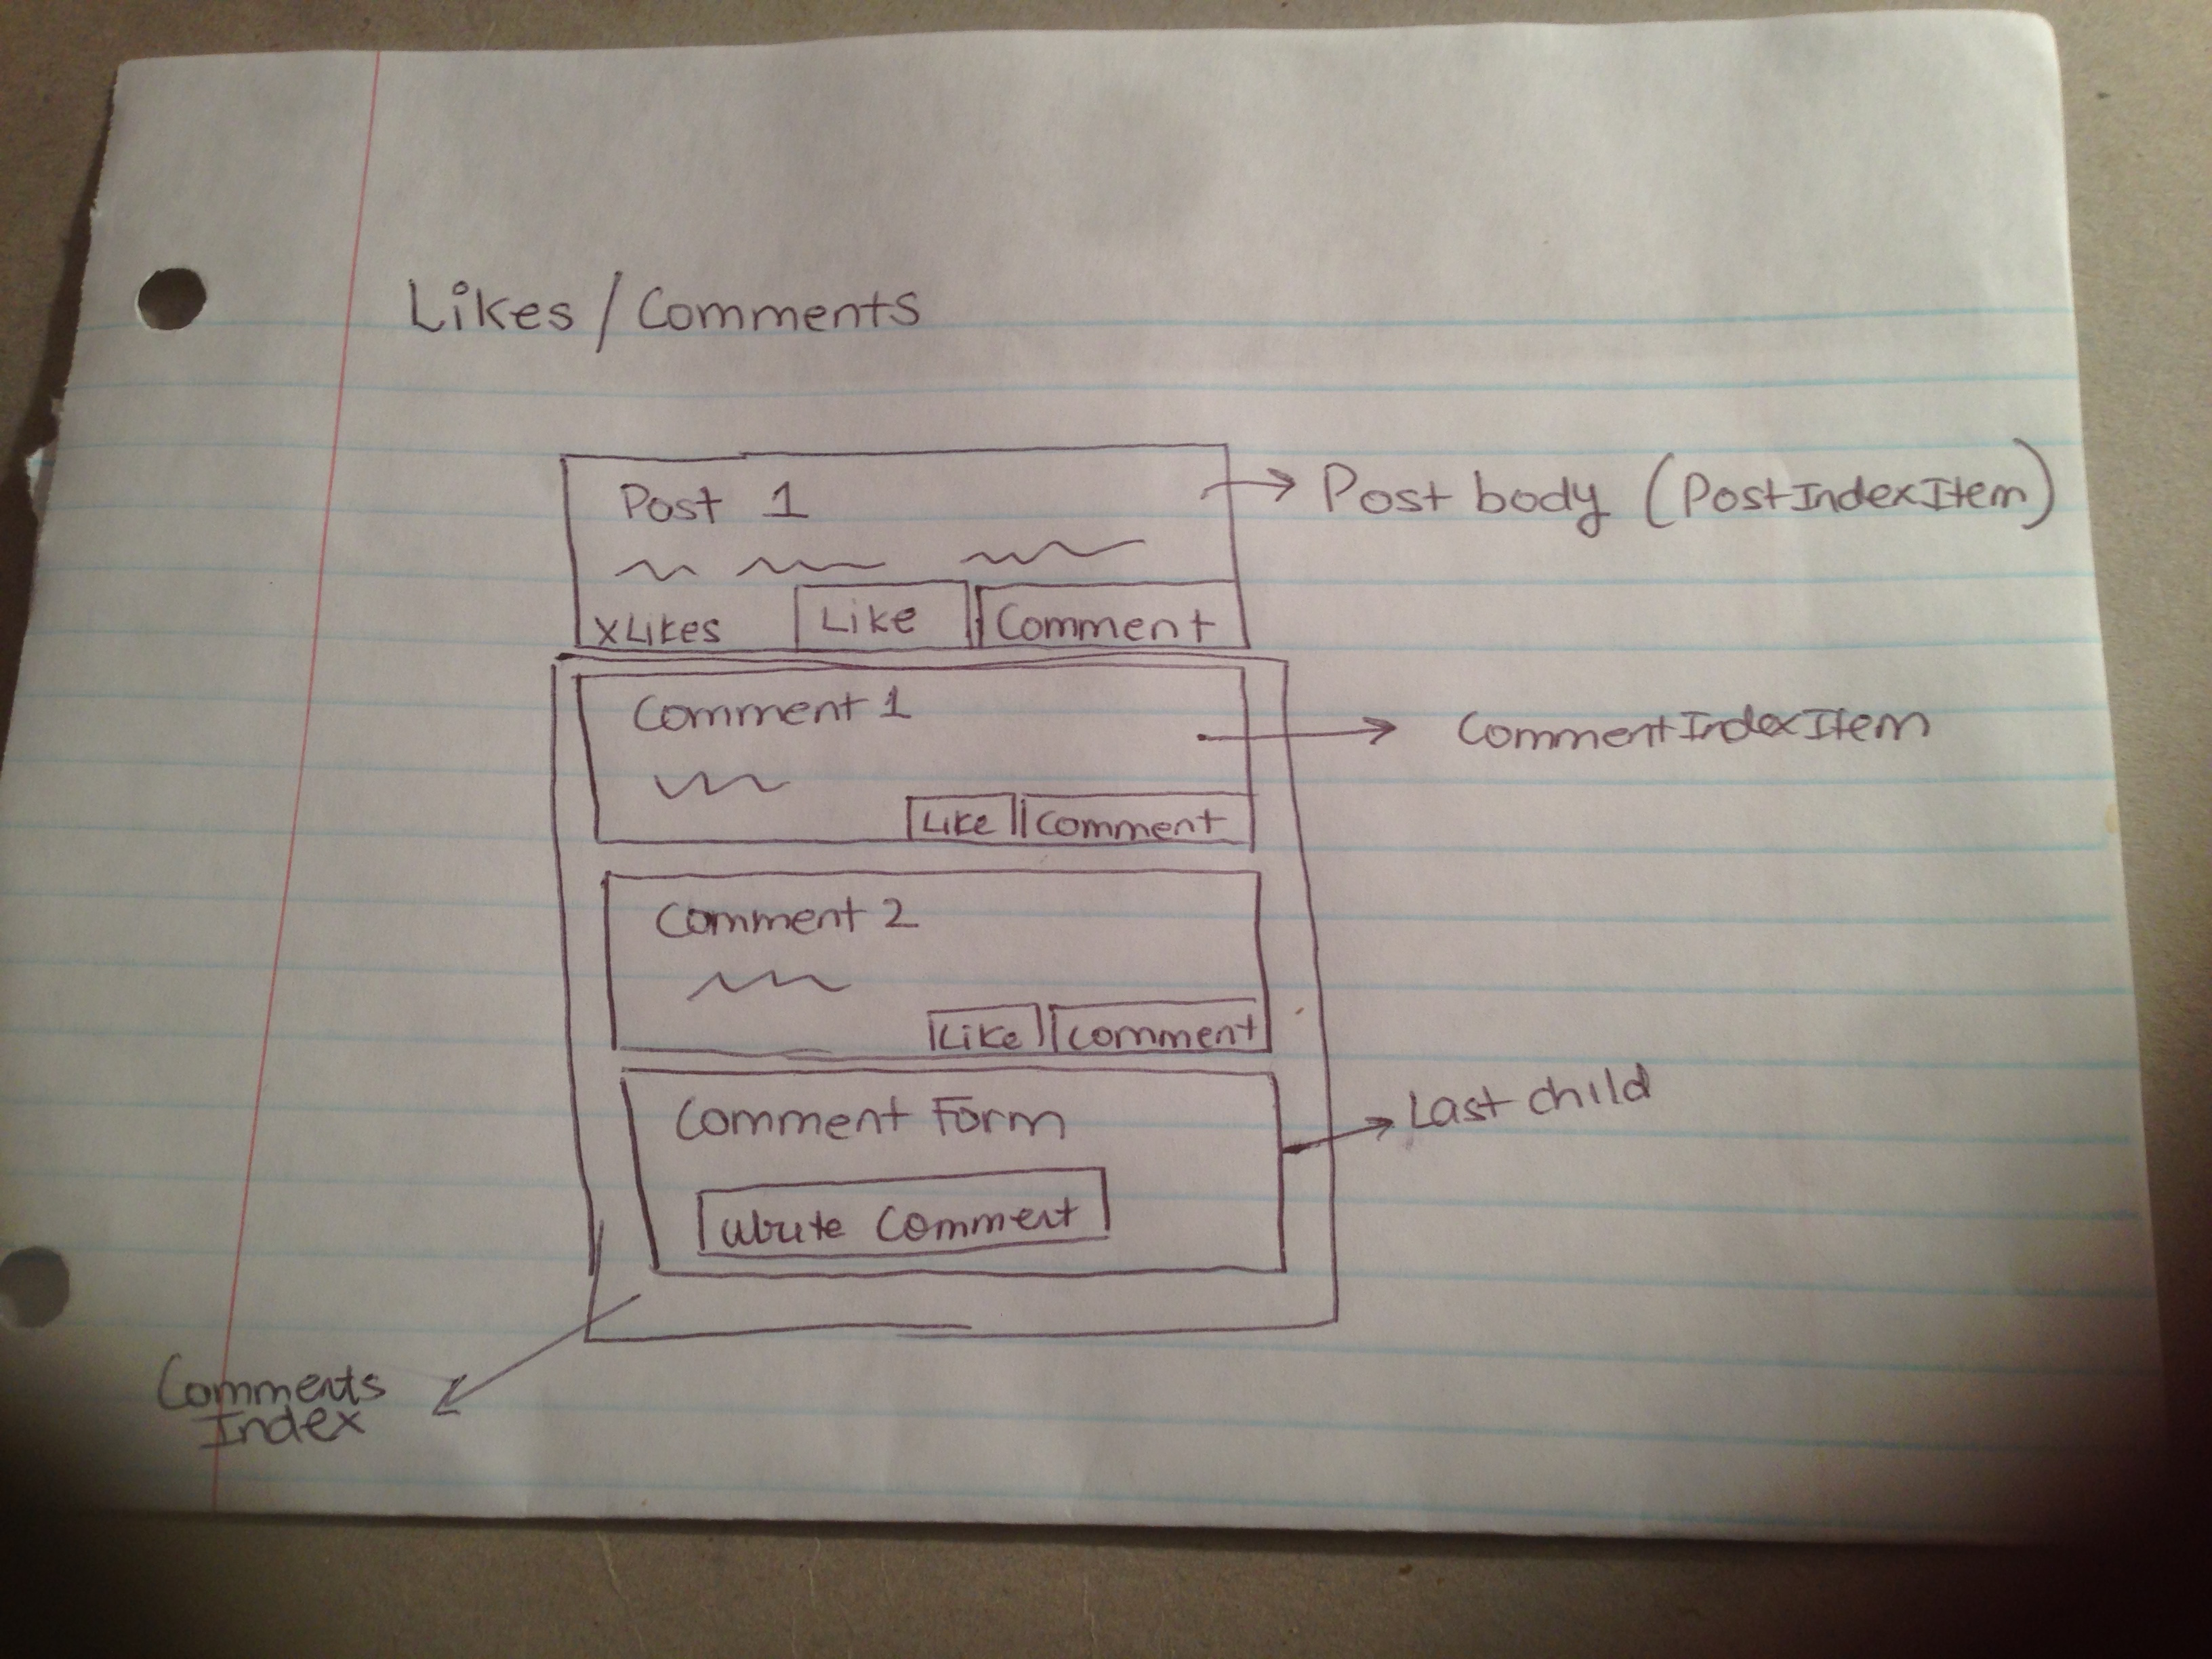 Likes / Comments
Post 1
Post body (PostIndexItem)
X Likes
Like
Comment
Comment 1
CommentIndexItem
Like
Comment
Comment 2
Like
Comment
Comment Form
Last child
Write Comment
Comments
Index